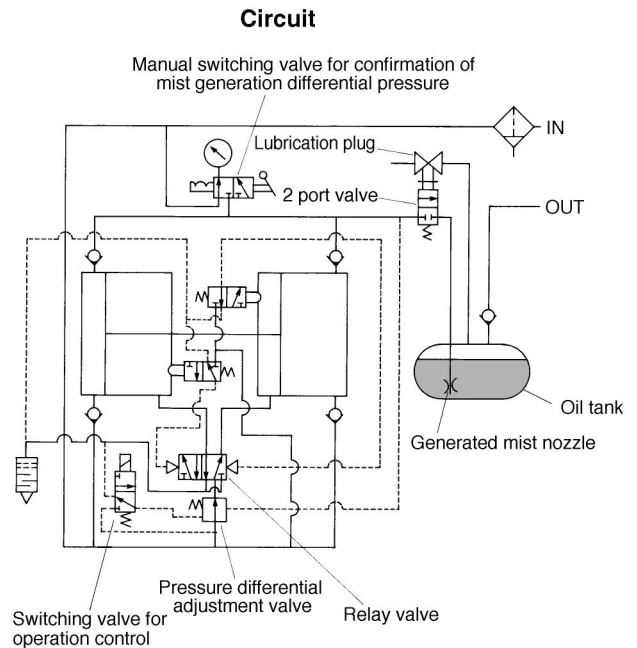 Circuit
Manual switching valve for confirmation of
mist generation differential pressure
Lubrication plug
IN
2 port valve
OUT
Oil tank
Generated mist nozzle
Pressure differential
adjustment valve
Relay valve
Switching valve for
operation control